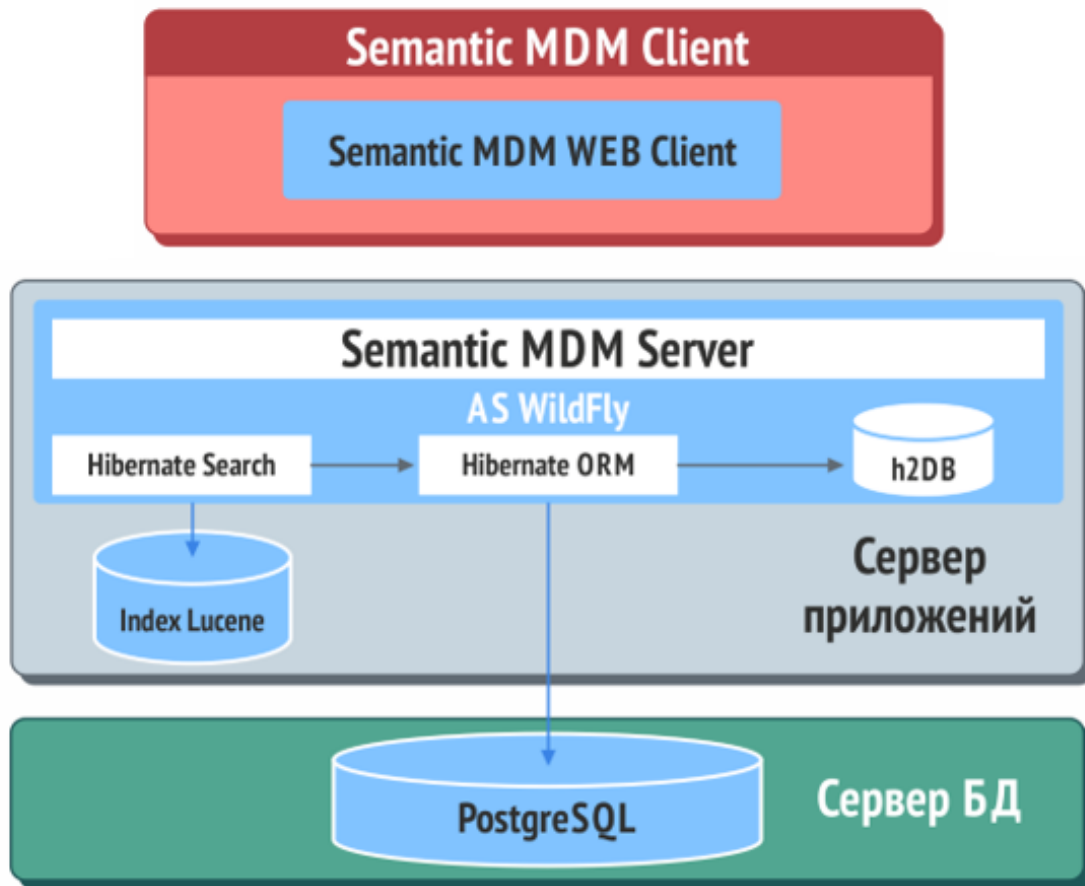 Semantic MDM Client
Semantic MDM WEB Client
Semantic MDM Server
AS WildFly
Hibernate Search
Hibernate ORM
h2DB
Index Lucene
Сервер
приложений
PostgreSQL
Сервер БД